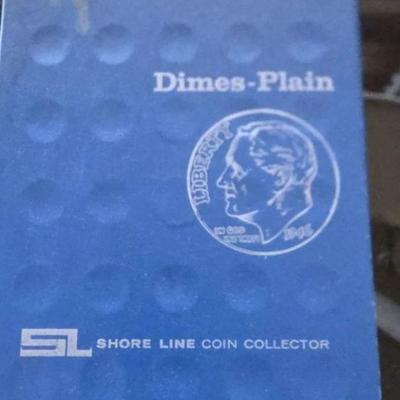 Dimes-Plain
LIBERTY
IN GOD
WE TRUST
1946
SL SHORE LINE COIN COLLECTOR